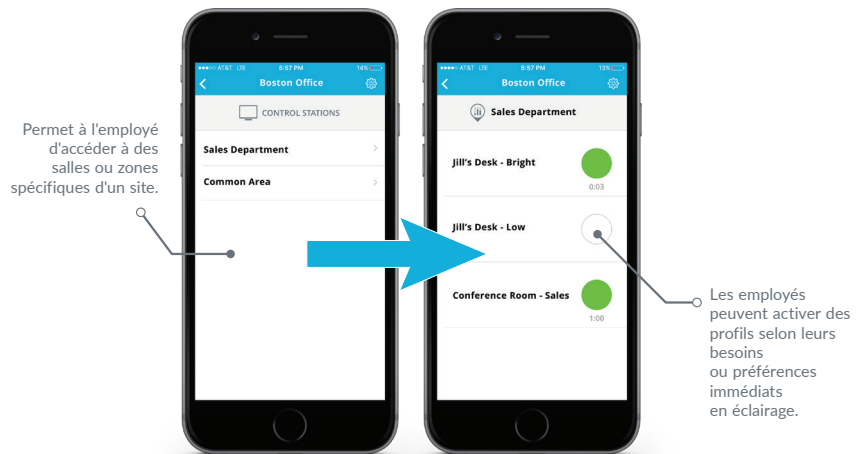 Permet à l'employé
d'accéder à des
salles ou zones
spécifiques d'un site.
AT&T LTE 5:57 PM 14%
Boston Office
CONTROL STATIONS
Sales Department
Common Area
AT&T LTE 5:57 PM 13%
Boston Office
Sales Department
Jill's Desk - Bright
0:03
Jill's Desk - Low
Conference Room - Sales
1:00
Les employés
peuvent activer des
profils selon leurs
besoins
ou préférences
immédiats
en éclairage.